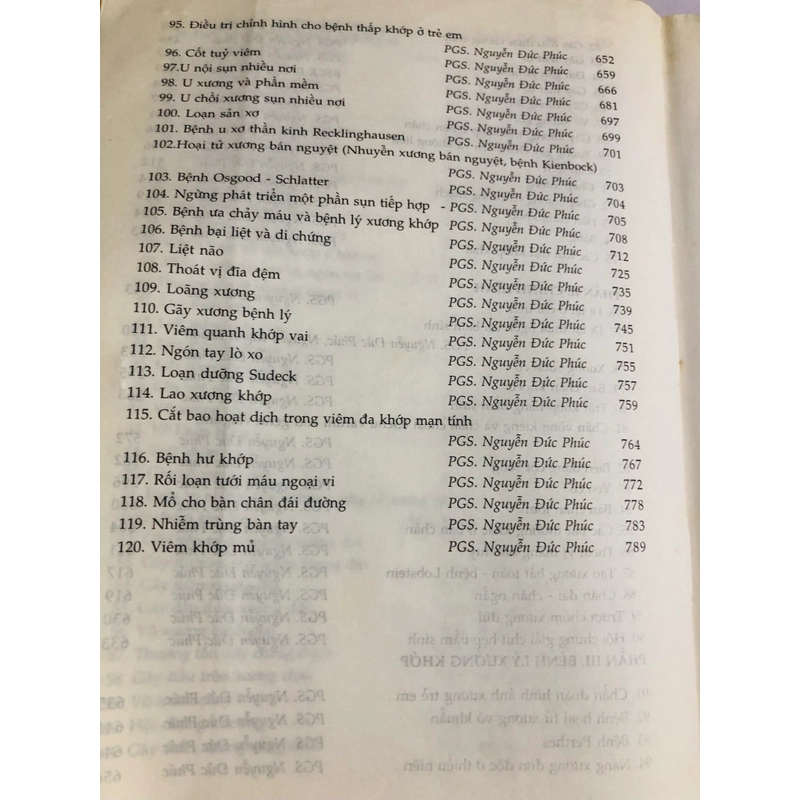 95. Điều trị chỉnh hình cho bệnh thấp khớp ở trẻ em
PGS. Nguyễn Đức Phúc 652
96. Cốt tuỷ viêm PGS. Nguyễn Đức Phúc 659
97.U nội sụn nhiều nơi PGS. Nguyễn Đức Phúc 666
98. U xương và phần mềm PGS. Nguyễn Đức Phúc 681
99. U chồi xương sụn nhiều nơi PGS. Nguyễn Đức Phúc 697
100. Loạn sản xơ PGS. Nguyễn Đức Phúc 699
101. Bệnh u xơ thần kinh Recklinghausen PGS. Nguyễn Đức Phúc 701
102.Hoại tử xương bán nguyệt (Nhuyễn xương bán nguyệt, bệnh Kienbock)
PGS. Nguyễn Đức Phúc 703
103. Bệnh Osgood - Schlatter PGS. Nguyễn Đức Phúc 704
104. Ngừng phát triển một phần sụn tiếp hợp - PGS. Nguyễn Đức Phúc 705
105. Bệnh ưa chảy máu và bệnh lý xương khớp PGS. Nguyễn Đức Phúc 708
106. Bệnh bại liệt và di chứng PGS. Nguyễn Đức Phúc 712
107. Liệt não PGS. Nguyễn Đức Phúc 725
108. Thoát vị đĩa đệm PGS. Nguyễn Đức Phúc 735
109. Loãng xương PGS. Nguyễn Đức Phúc 739
110. Gãy xương bệnh lý PGS. Nguyễn Đức Phúc 745
111. Viêm quanh khớp vai PGS. Nguyễn Đức Phúc 751
112. Ngón tay lò xo PGS. Nguyễn Đức Phúc 755
113. Loạn dưỡng Sudeck PGS. Nguyễn Đức Phúc 757
114. Lao xương khớp PGS. Nguyễn Đức Phúc 759
115. Cắt bao hoạt dịch trong viêm đa khớp mạn tính
PGS. Nguyễn Đức Phúc 764
116. Bệnh hư khớp PGS. Nguyễn Đức Phúc 767
117. Rối loạn tưới máu ngoại vi PGS. Nguyễn Đức Phúc 772
118. Mổ cho bàn chân đái đường PGS. Nguyễn Đức Phúc 778
119. Nhiễm trùng bàn tay PGS. Nguyễn Đức Phúc 783
120. Viêm khớp mủ PGS. Nguyễn Đức Phúc 789